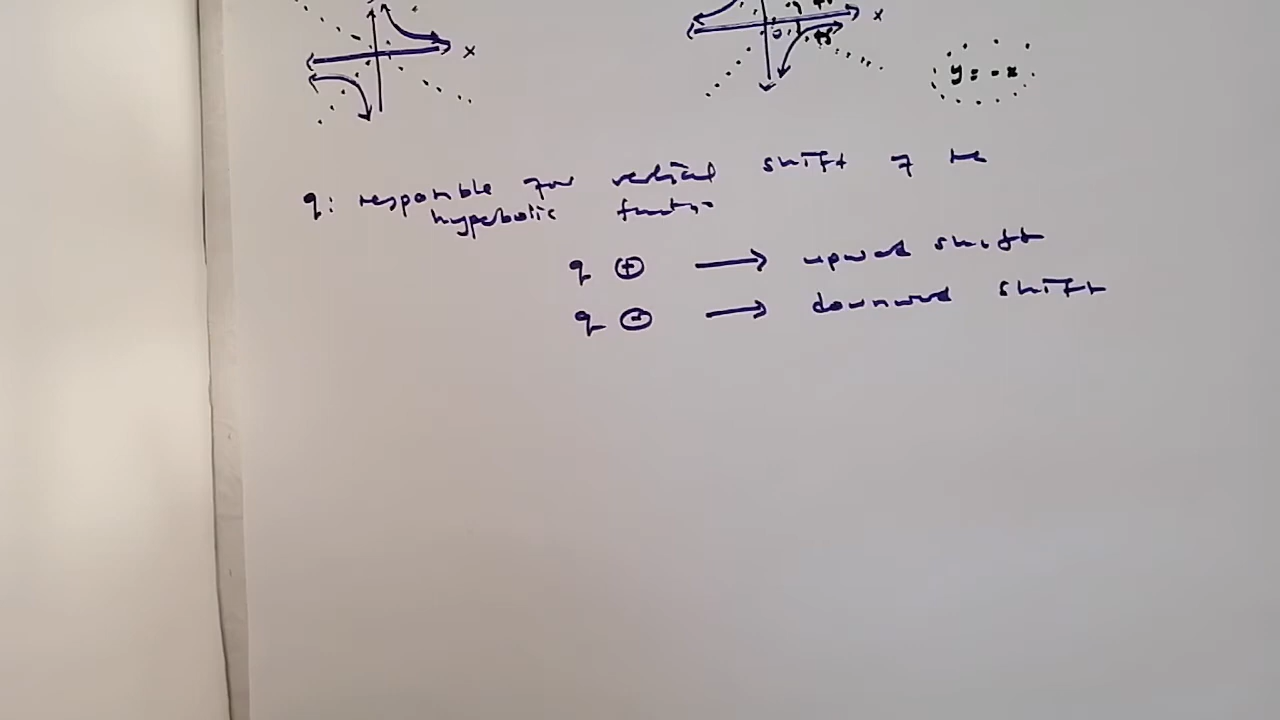 x
x
y = - x
q: responsible for vertical shift of the
hyperbolic function
q ⊕ → upward shift
q ⊖ → downward shift